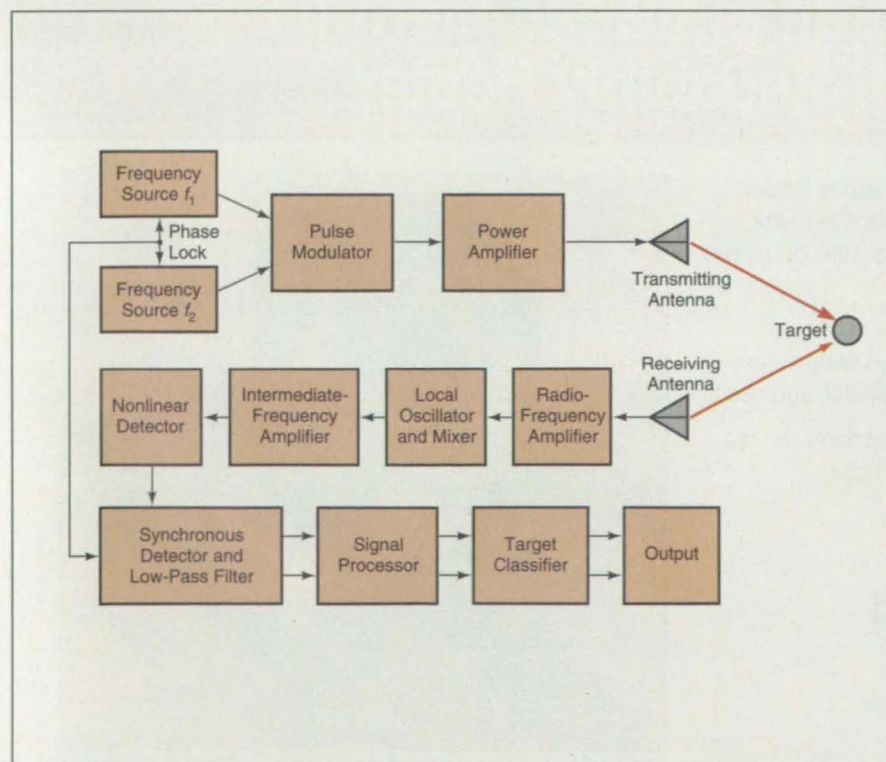 Frequency
Source f1
Phase
Lock
Frequency
Source f2
Pulse
Modulator
Power
Amplifier
Transmitting
Antenna
Target
Receiving
Antenna
Radio-
Frequency
Amplifier
Local
Oscillator
and Mixer
Intermediate-
Frequency
Amplifier
Nonlinear
Detector
Synchronous
Detector and
Low-Pass Filter
Signal
Processor
Target
Classifier
Output